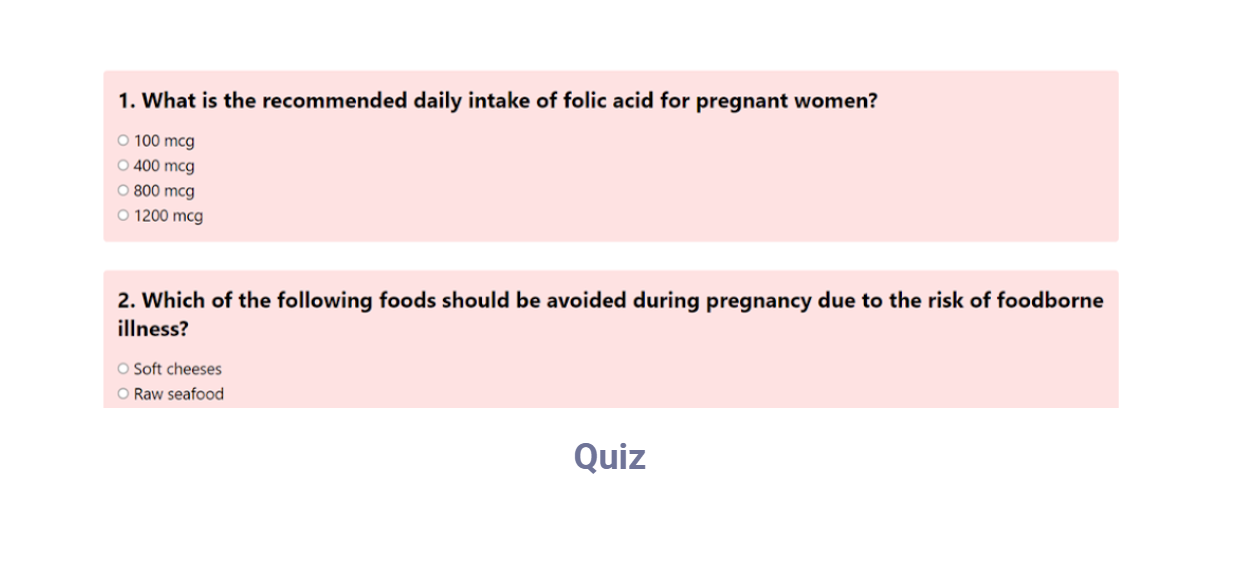 1. What is the recommended daily intake of folic acid for pregnant women?
100 mcg
400 mcg
800 mcg
1200 mcg
2. Which of the following foods should be avoided during pregnancy due to the risk of foodborne
illness?
Soft cheeses
Raw seafood
Quiz